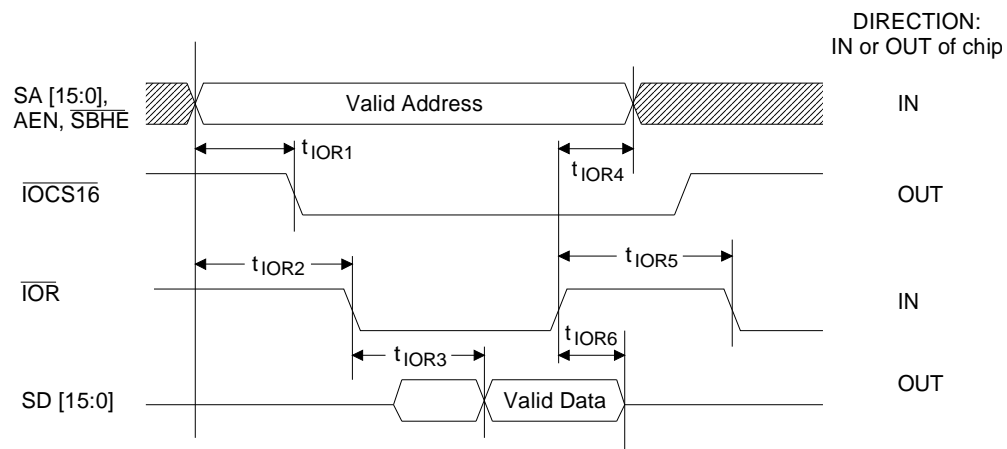 DIRECTION:
IN or OUT of chip
SA [15:0],
AEN, SBHE
Valid Address
IN
tIOR1
tIOR4
IOCS16
OUT
tIOR2
tIOR5
IOR
IN
tIOR6
tIOR3
OUT
SD [15:0]
Valid Data